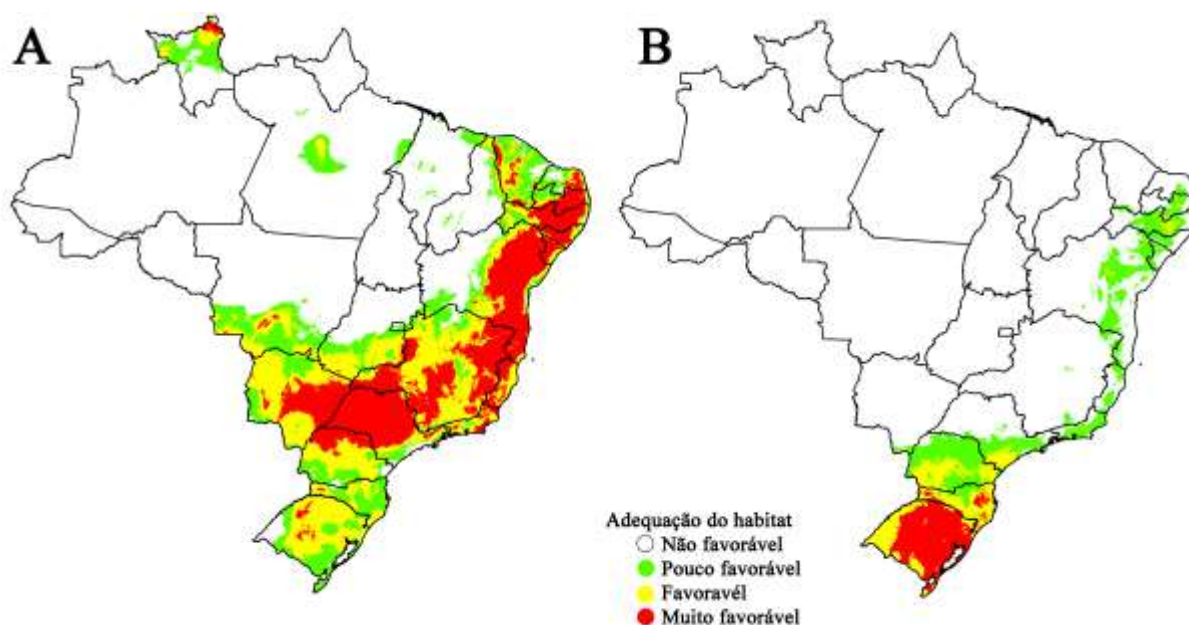 A
B
Adequação do habitat
Não favorável
Pouco favorável
Favoravél
Muito favorável